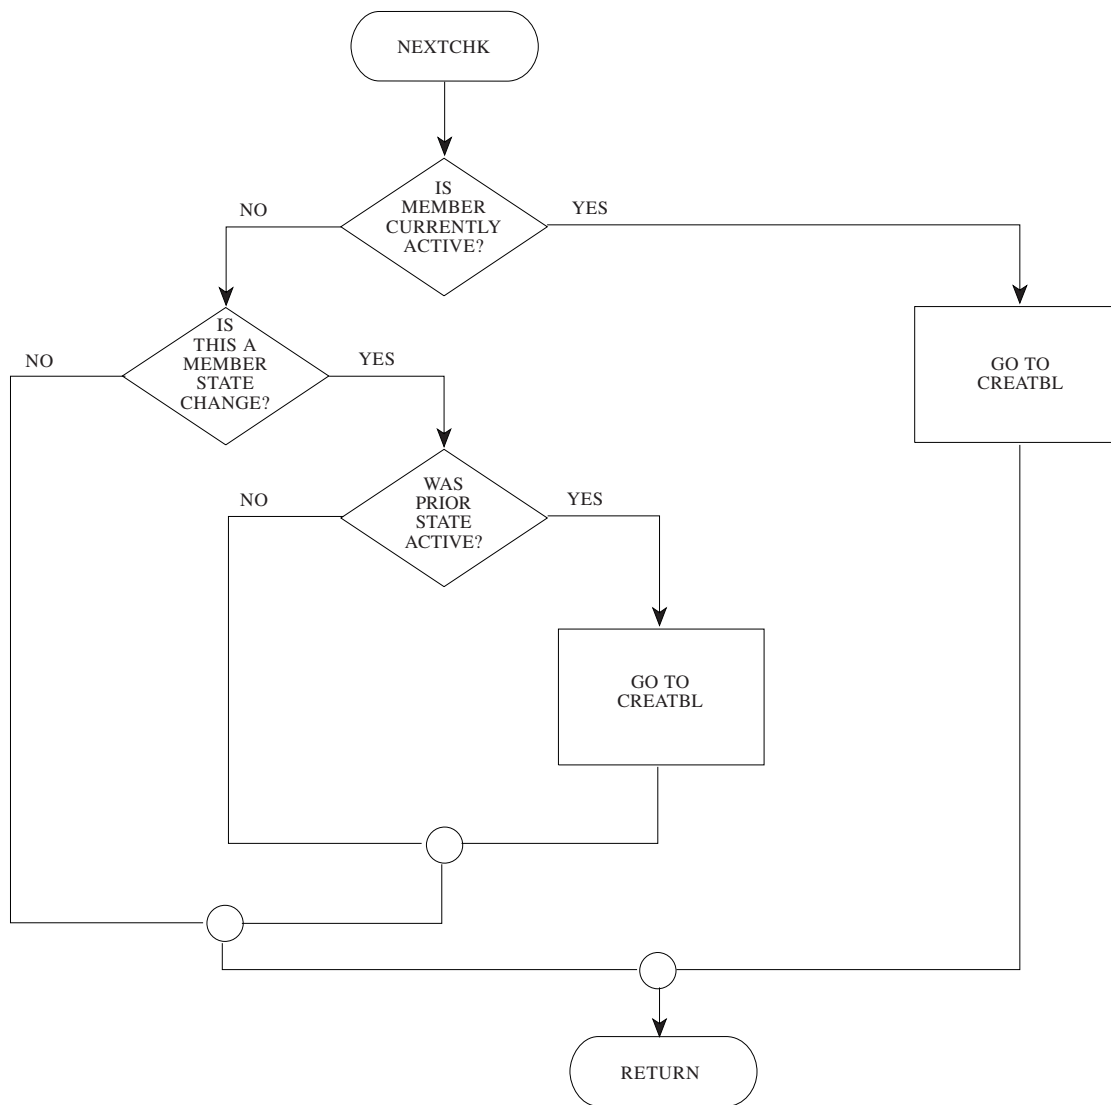 NEXTCHK
IS
MEMBER
CURRENTLY
ACTIVE?
NO
YES
IS
THIS A
MEMBER
STATE
CHANGE?
NO
YES
GO TO
CREATBL
WAS
PRIOR
STATE
ACTIVE?
NO
YES
GO TO
CREATBL
RETURN